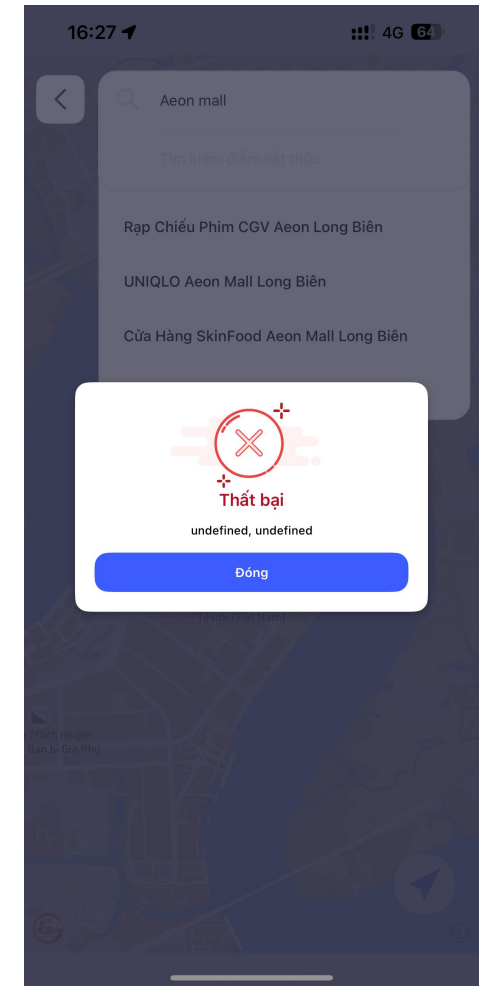 16:27
4G 64
Aeon mall
Tìm kiếm điểm kết thúc
Rạp Chiếu Phim CGV Aeon Long Biên
UNIQLO Aeon Mall Long Biên
Cửa Hàng SkinFood Aeon Mall Long Biên
Thất bại
undefined, undefined
Đóng
Tosok (Việt Nam)
Trách nhiệm
Bao bì Gia Phú